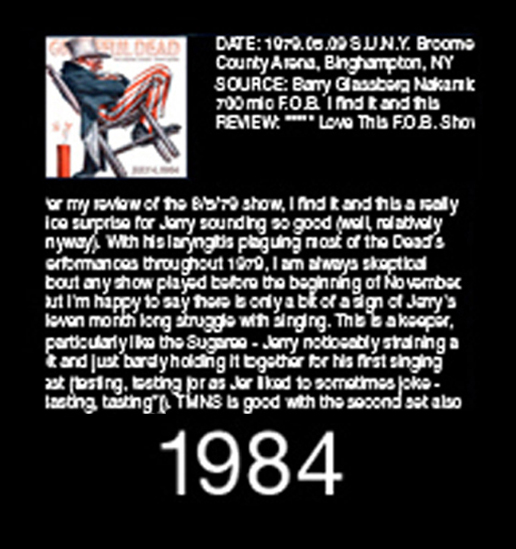 GRATEFUL DEAD
DATE: 1979.05.09 S.U.N.Y. Broome
County Arena, Binghampton, NY
SOURCE: Barry Glassberg Nakamic
700 mic F.O.B. I find it and this
REVIEW: ***** Love This F.O.B. Show
er my review of the 8/5/79 show, I find it and this a really
ice surprise for Jerry sounding so good (well, relatively
nyway). With his laryngitis plaguing most of the Dead's
erformances throughout 1979, I am always skeptical
bout any show played before the beginning of November
ut I'm happy to say there is only a bit of a sign of Jerry's
leven month long struggle with singing. This is a keeper,
particularly like the Sugaree - Jerry noticeably straining a
it and just barely holding it together for his first singing
ast (testing, testing [or as Jer liked to sometimes joke -
tasting, tasting"]). TMNS is good with the second set also
1984